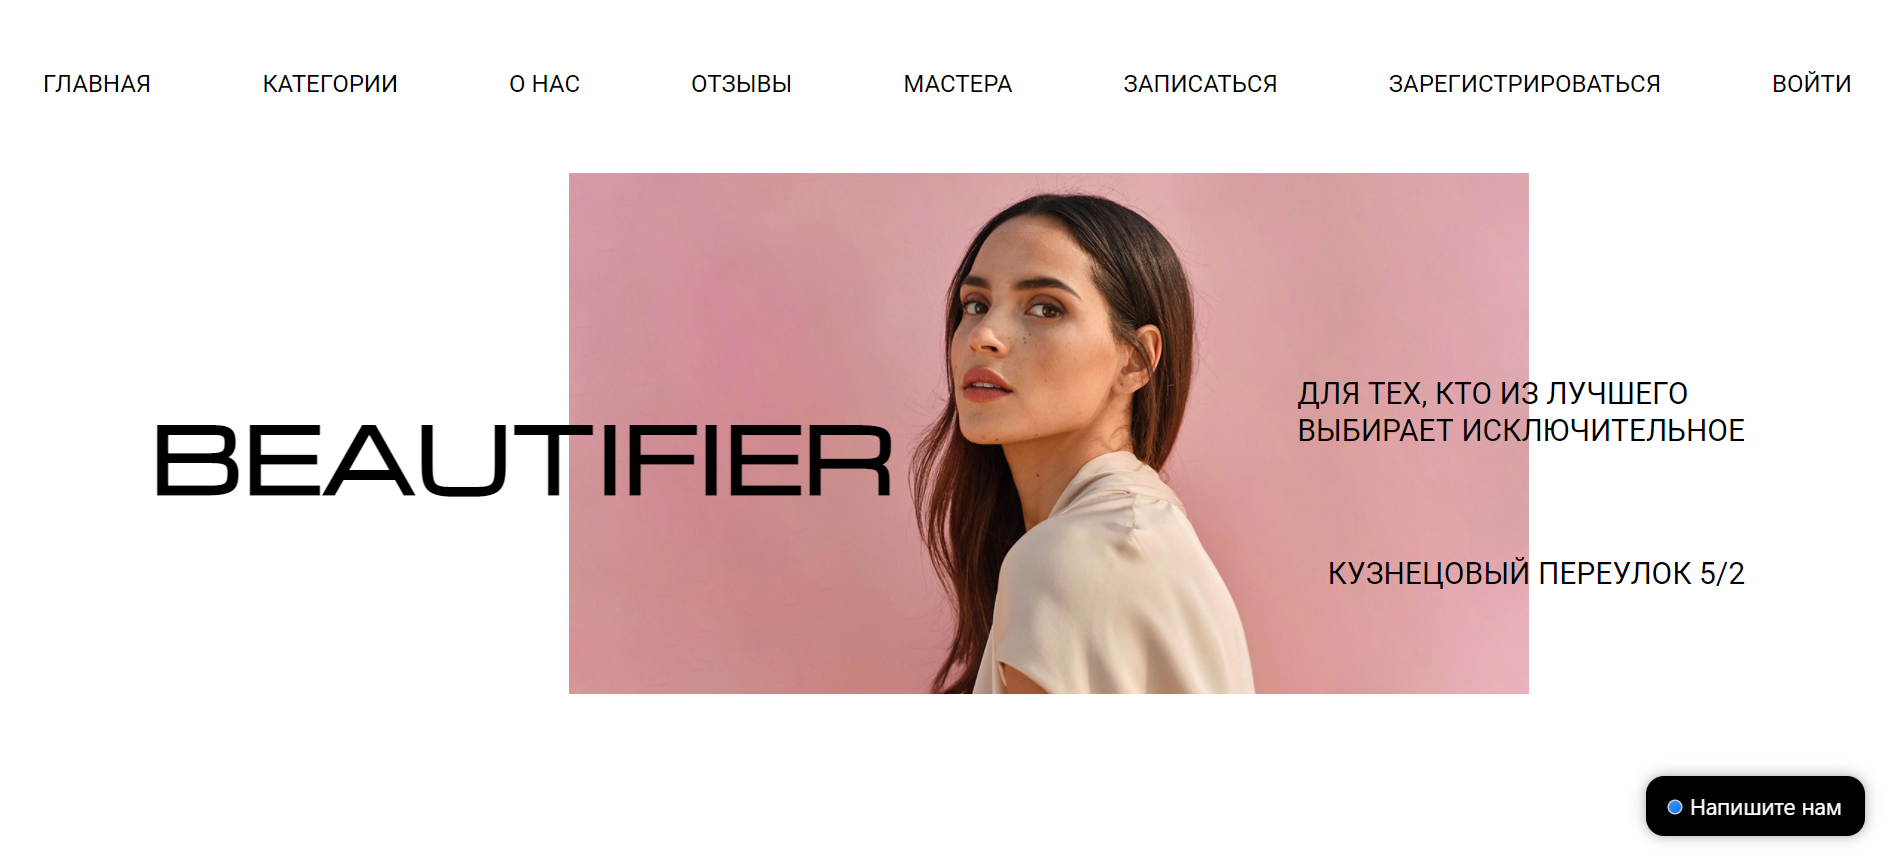 ГЛАВНАЯ
КАТЕГОРИИ
О НАС
ОТЗЫВЫ
МАСТЕРА
ЗАПИСАТЬСЯ
ЗАРЕГИСТРИРОВАТЬСЯ
ВОЙТИ
BEAUTIFIER
ДЛЯ ТЕХ, КТО ИЗ ЛУЧШЕГО
ВЫБИРАЕТ ИСКЛЮЧИТЕЛЬНОЕ
КУЗНЕЦОВЫЙ ПЕРЕУЛОК 5/2
Напишите нам